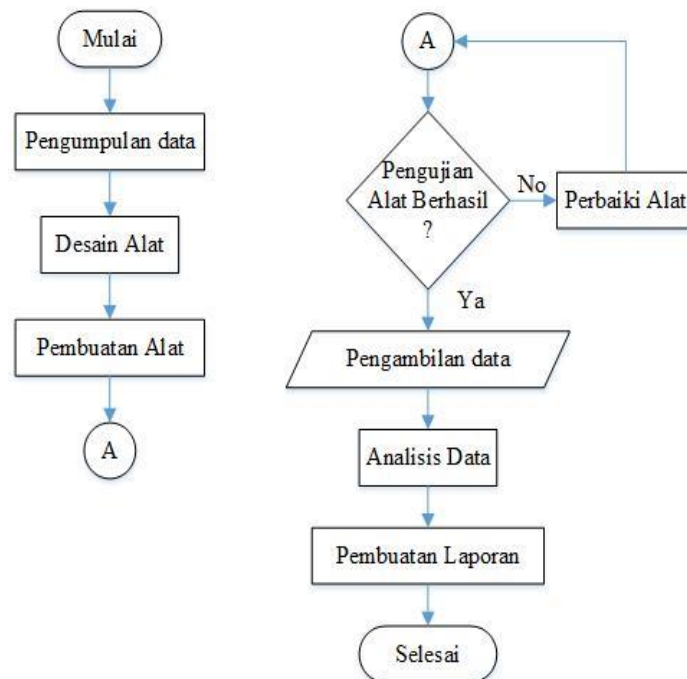 Mulai
Pengumpulan data
Desain Alat
Pembuatan Alat
A
A
Pengujian
Alat Berhasil
?
No
Perbaiki Alat
Ya
Pengambilan data
Analisis Data
Pembuatan Laporan
Selesai